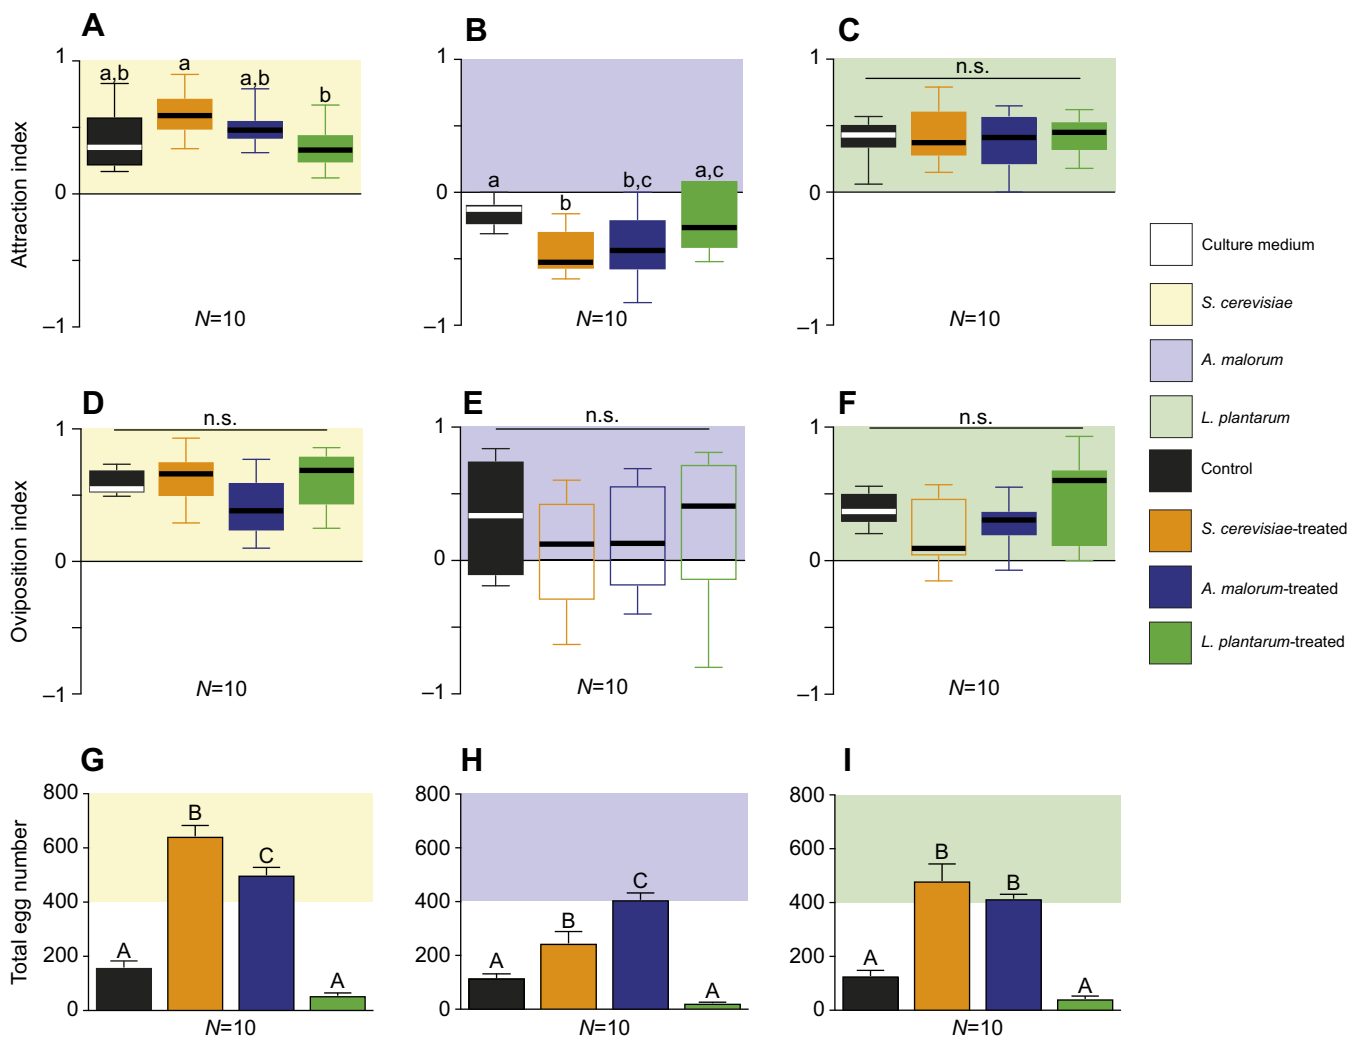 A
B
C
Attraction index
1
0
–1
a,b
a
a,b
b
N=10
1
0
–1
a
b
b,c
a,c
N=10
1
0
–1
n.s.
N=10
Culture medium
S. cerevisiae
A. malorum
L. plantarum
Control
S. cerevisiae-treated
A. malorum-treated
L. plantarum-treated
D
E
F
Oviposition index
1
0
–1
n.s.
N=10
1
0
–1
n.s.
N=10
1
0
–1
n.s.
N=10
G
H
I
Total egg number
800
600
400
200
0
A
B
C
A
N=10
800
600
400
200
0
A
B
C
A
N=10
800
600
400
200
0
A
B
B
A
N=10